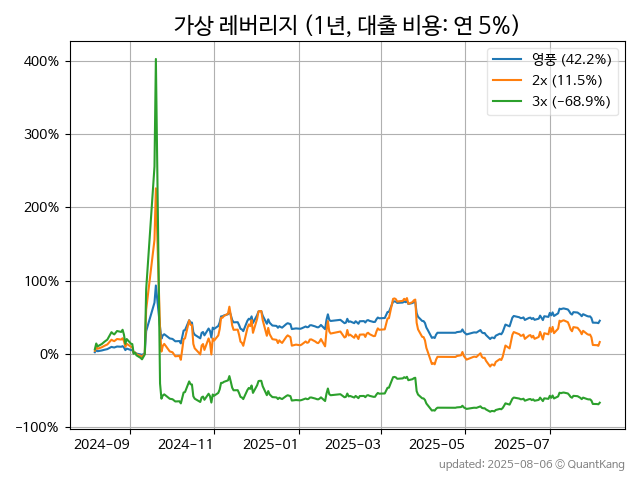 가상 레버리지 (1년, 대출 비용: 연 5%)
영풍 (42.2%)
2x (11.5%)
3x (−68.9%)
400%
300%
200%
100%
0%
−100%
2024-09 2024-11 2025-01 2025-03 2025-05 2025-07
updated: 2025-08-06 © QuantKang